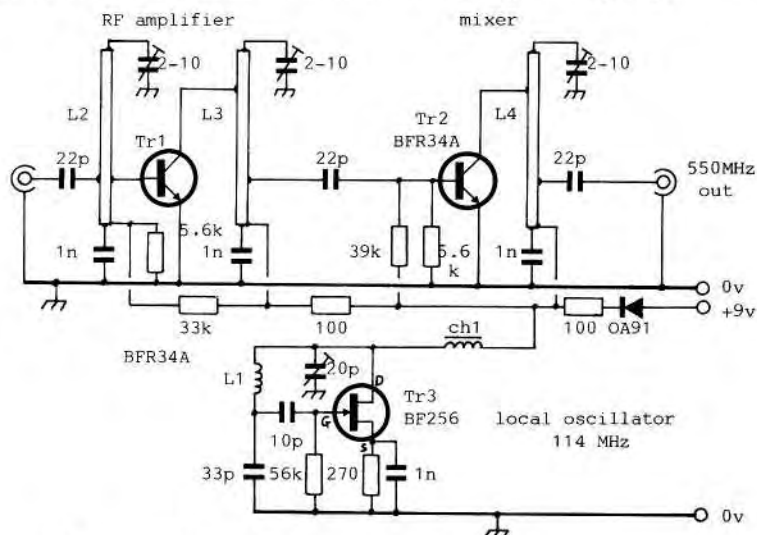 RF amplifier
mixer
2-10
2-10
2-10
L2
L3
L4
Tr1
Tr2
BFR34A
22p
22p
22p
550MHz
out
5.6k
1n
1n
39k
5.6
k
1n
0v
+9v
33k
100
100
OA91
BFR34A
ch1
L1
20p
D
Tr3
BF256
G
local oscillator
114 MHz
10p
S
33p
56k
270
1n
0v